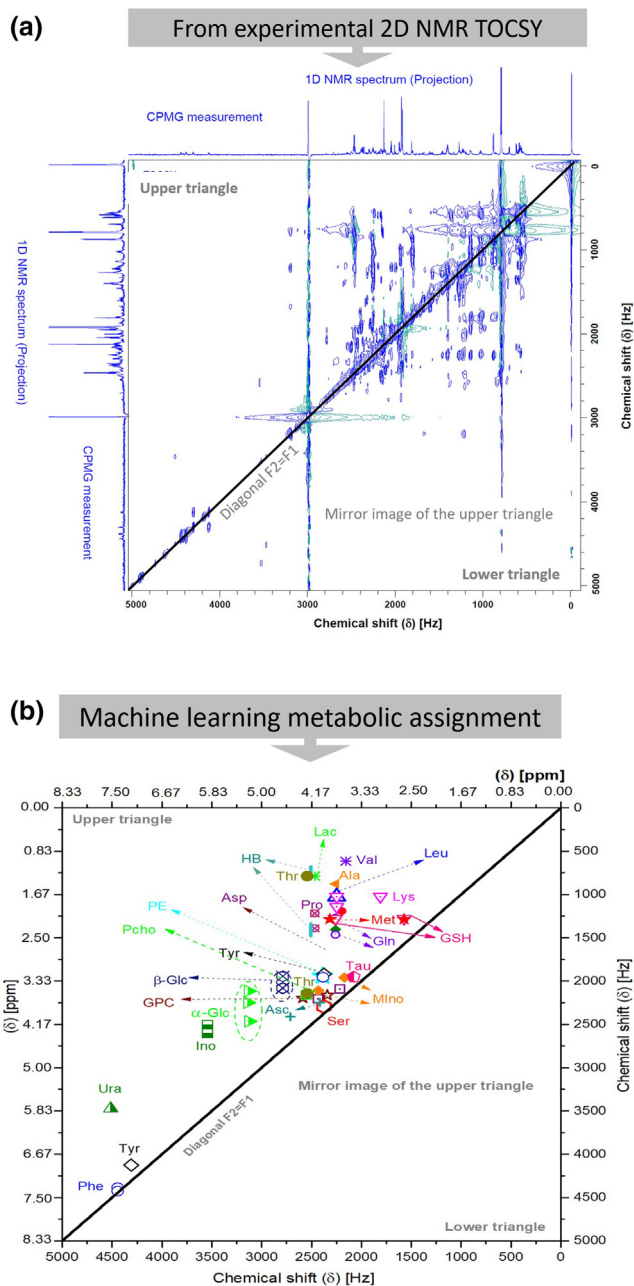 (a)
From experimental 2D NMR TOCSY
1D NMR spectrum (Projection)
CPMG measurement
Upper triangle
1D NMR spectrum (Projection)
CPMG measurement
Diagonal F2=F1
Mirror image of the upper triangle
Lower triangle
0
1000
2000
3000
4000
5000
Chemical shift (δ) [Hz]
5000 4000 3000 2000 1000 0
Chemical shift (δ) [Hz]
(b)
Machine learning metabolic assignment
(δ) [ppm]
8.33 7.50 6.67 5.83 5.00 4.17 3.33 2.50 1.67 0.83 0.00
0.00
0.83
1.67
2.50
3.33
4.17
5.00
5.83
6.67
7.50
8.33
(δ) [ppm]
Upper triangle
Lac
HB
Val
Leu
Thr
Ala
Asp
Pro
Lys
PE
Met
Pcho
Gln
GSH
Tyr
Tau
β-Glc
Thr
MIno
GPC
α-Glc
Asc
Ser
Ino
Mirror image of the upper triangle
Ura
Diagonal F2=F1
Tyr
Phe
Lower triangle
0
500
1000
1500
2000
2500
3000
3500
4000
4500
5000
Chemical shift (δ) [Hz]
5000 4500 4000 3500 3000 2500 2000 1500 1000 500 0
Chemical shift (δ) [Hz]